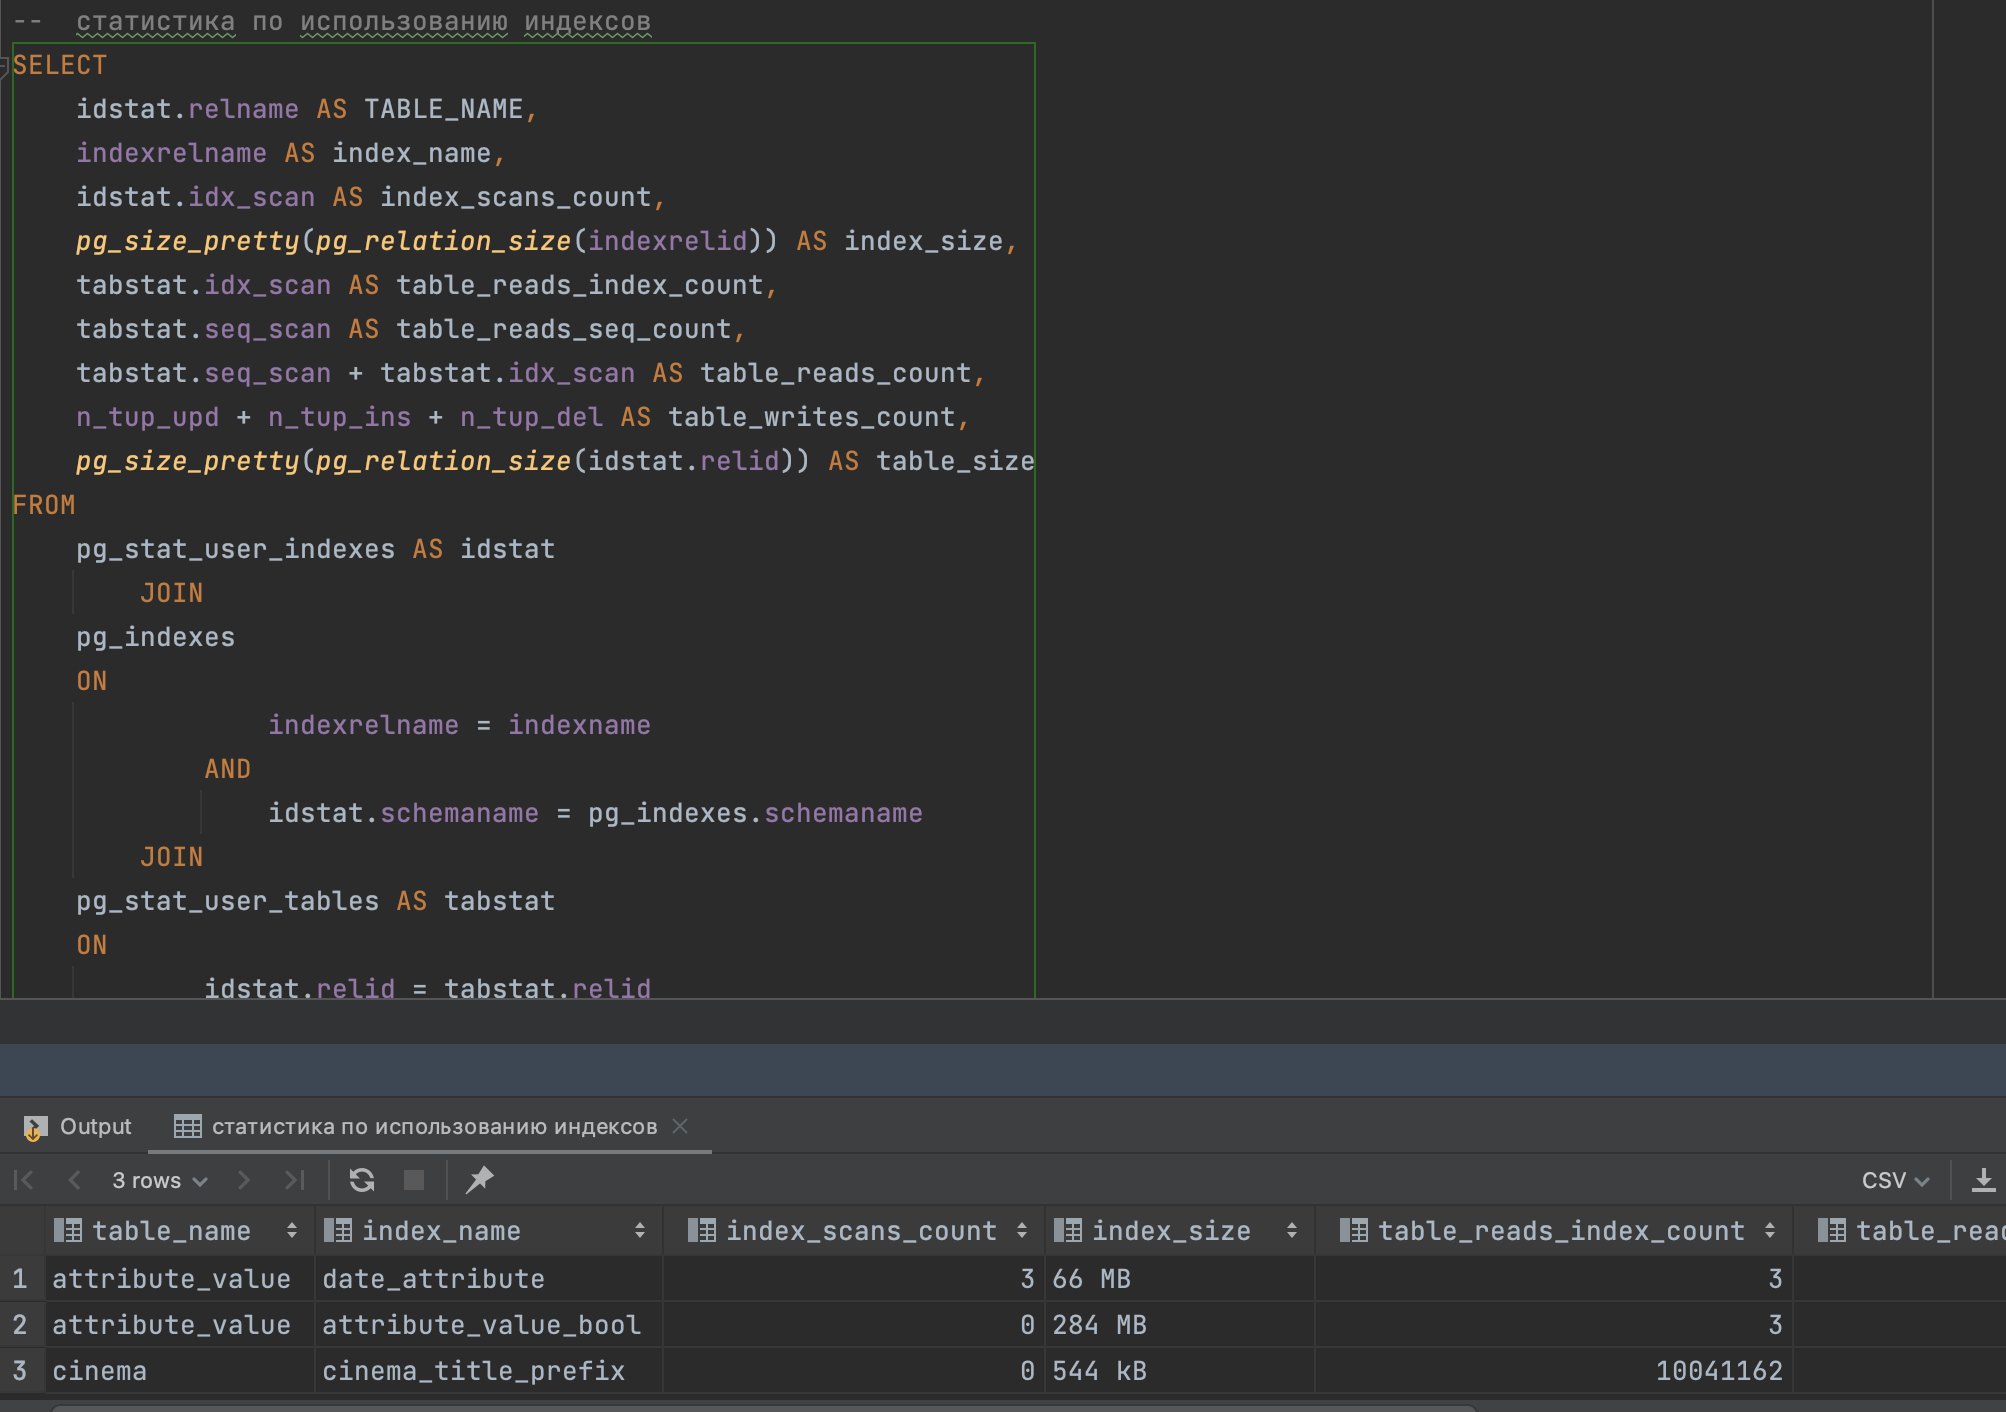 -- статистика по использованию индексов
SELECT
idstat.relname AS TABLE_NAME,
indexrelname AS index_name,
idstat.idx_scan AS index_scans_count,
pg_size_pretty(pg_relation_size(indexrelid)) AS index_size,
tabstat.idx_scan AS table_reads_index_count,
tabstat.seq_scan AS table_reads_seq_count,
tabstat.seq_scan + tabstat.idx_scan AS table_reads_count,
n_tup_upd + n_tup_ins + n_tup_del AS table_writes_count,
pg_size_pretty(pg_relation_size(idstat.relid)) AS table_size
FROM
pg_stat_user_indexes AS idstat
JOIN
pg_indexes
ON
indexrelname = indexname
AND
idstat.schemaname = pg_indexes.schemaname
JOIN
pg_stat_user_tables AS tabstat
ON
idstat.relid = tabstat.relid
Output статистика по использованию индексов
3 rows CSV
table_name index_name index_scans_count index_size table_reads_index_count
1 attribute_value date_attribute 3 66 MB 3
2 attribute_value attribute_value_bool 0 284 MB 3
3 cinema cinema_title_prefix 0 544 kB 10041162